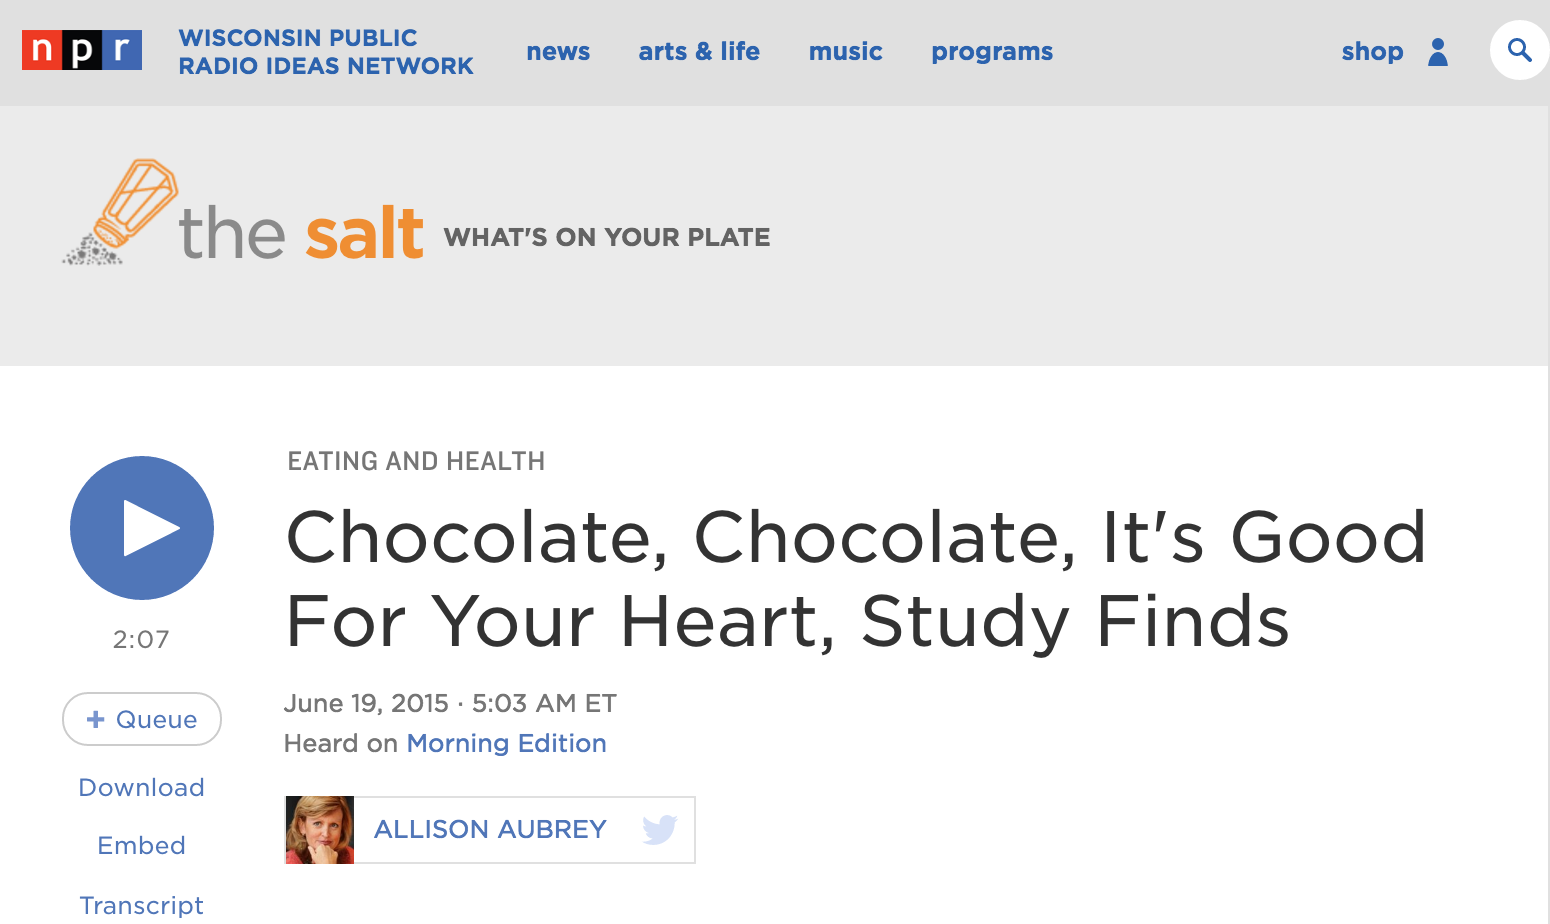 npr
WISCONSIN PUBLIC
RADIO IDEAS NETWORK
news
arts & life
music
programs
shop
the salt
WHAT'S ON YOUR PLATE
EATING AND HEALTH
Chocolate, Chocolate, It's Good
For Your Heart, Study Finds
2:07
June 19, 2015 · 5:03 AM ET
Heard on Morning Edition
+ Queue
Download
Embed
Transcript
ALLISON AUBREY